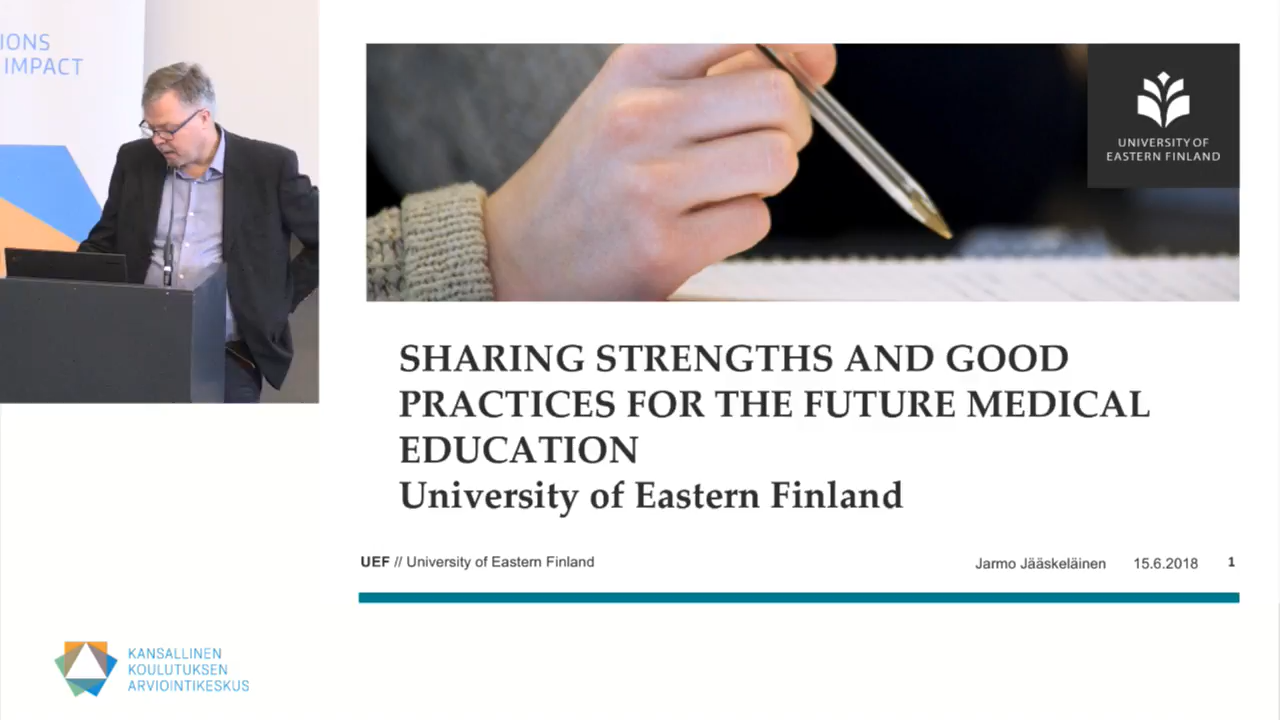 IONS
IMPACT
UNIVERSITY OF
EASTERN FINLAND
SHARING STRENGTHS AND GOOD
PRACTICES FOR THE FUTURE MEDICAL
EDUCATION
University of Eastern Finland
UEF // University of Eastern Finland
Jarmo Jääskeläinen 15.6.2018 1
KANSALLINEN
KOULUTUKSEN
ARVIOINTIKESKUS